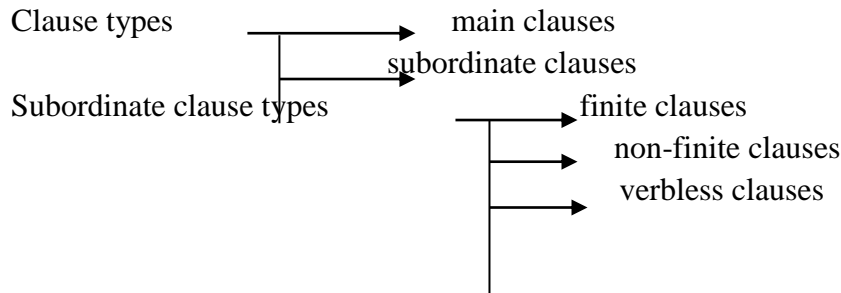 Clause types main clauses
subordinate clauses
Subordinate clause types finite clauses
non-finite clauses
verbless clauses